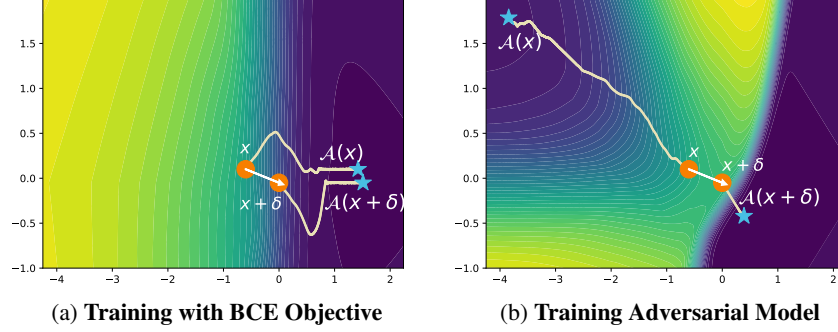 1.5
1.0
0.5
0.0
−0.5
−1.0
−4 −3 −2 −1 0 1 2
x
x + δ
𝒜(x)
𝒜(x + δ)
(a) Training with BCE Objective
1.5
1.0
0.5
0.0
−0.5
−1.0
−4 −3 −2 −1 0 1 2
𝒜(x)
x
x + δ
𝒜(x + δ)
(b) Training Adversarial Model